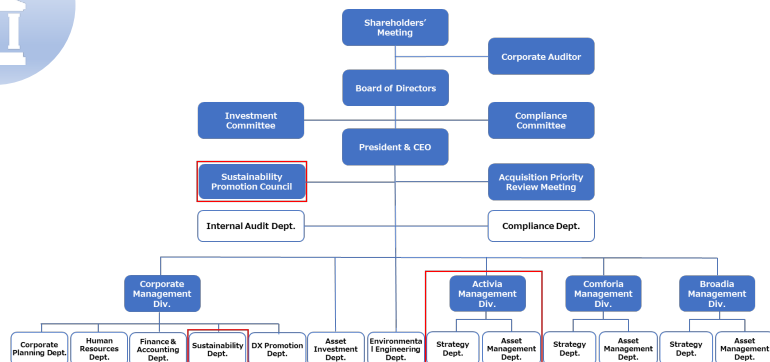 Shareholders'
Meeting
Corporate Auditor
Board of Directors
Investment
Committee
Compliance
Committee
President & CEO
Sustainability
Promotion Council
Acquisition Priority
Review Meeting
Internal Audit Dept.
Compliance Dept.
Corporate
Management
Div.
Activia
Management
Div.
Comforia
Management
Div.
Broadia
Management
Div.
Corporate
Planning Dept.
Human
Resources
Dept.
Finance &
Accounting
Dept.
Sustainability
Dept.
DX Promotion
Dept.
Asset
Investment
Dept.
Environmenta
l Engineering
Dept.
Strategy
Dept.
Asset
Management
Dept.
Strategy
Dept.
Asset
Management
Dept.
Strategy
Dept.
Asset
Management
Dept.